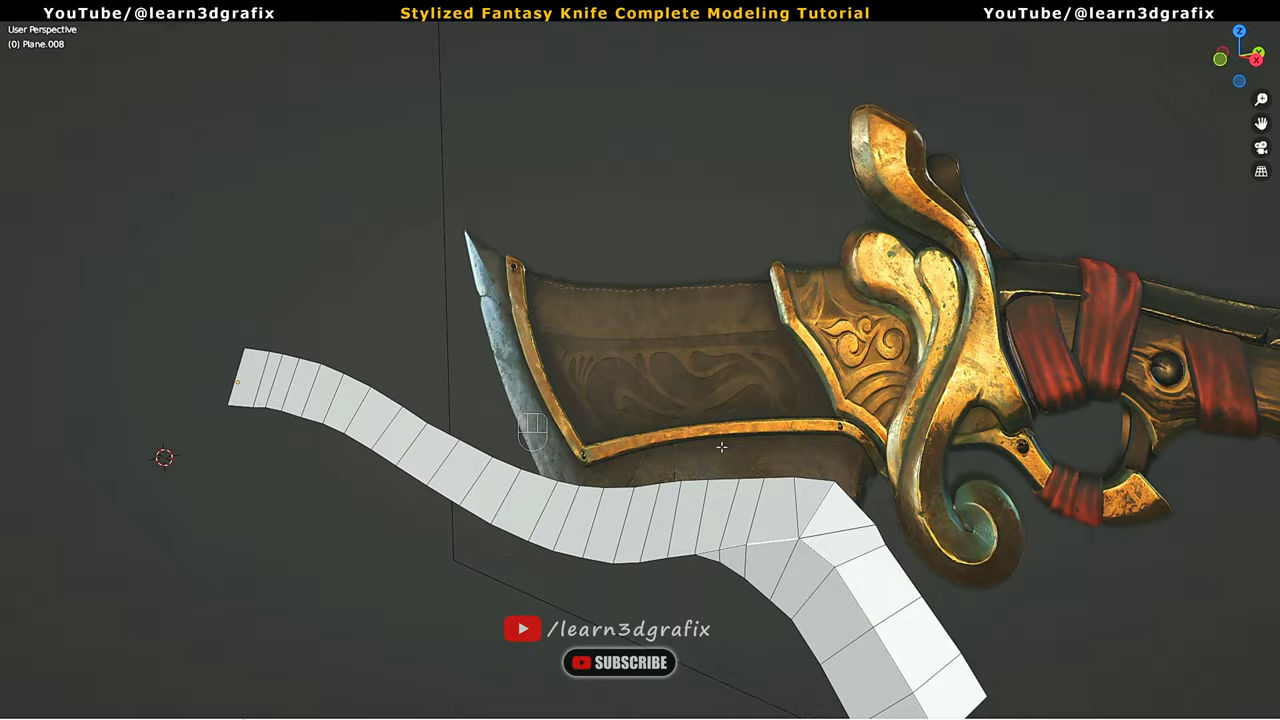 YouTube/@learn3dgrafix
Stylized Fantasy Knife Complete Modeling Tutorial
YouTube/@learn3dgrafix
User Perspective
(0) Plane.008
Z
Y
X
/learn3dgrafix
SUBSCRIBE